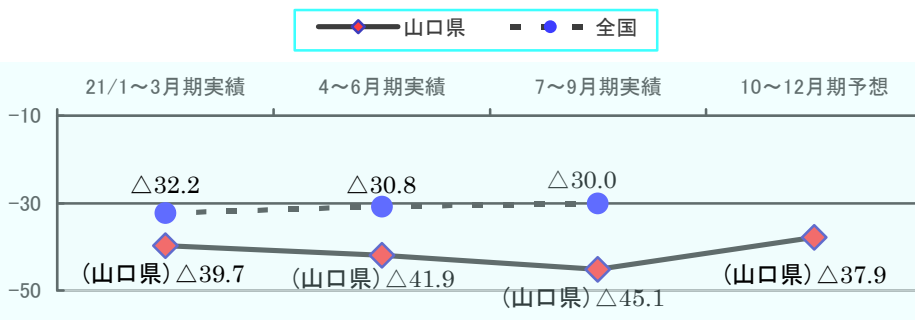 山口県 全国
21/1～3月期実績 4～6月期実績 7～9月期実績 10～12月期予想
-10
△32.2 △30.8 △30.0
-30
(山口県)△39.7 (山口県)△41.9 (山口県)△45.1 (山口県)△37.9
-50